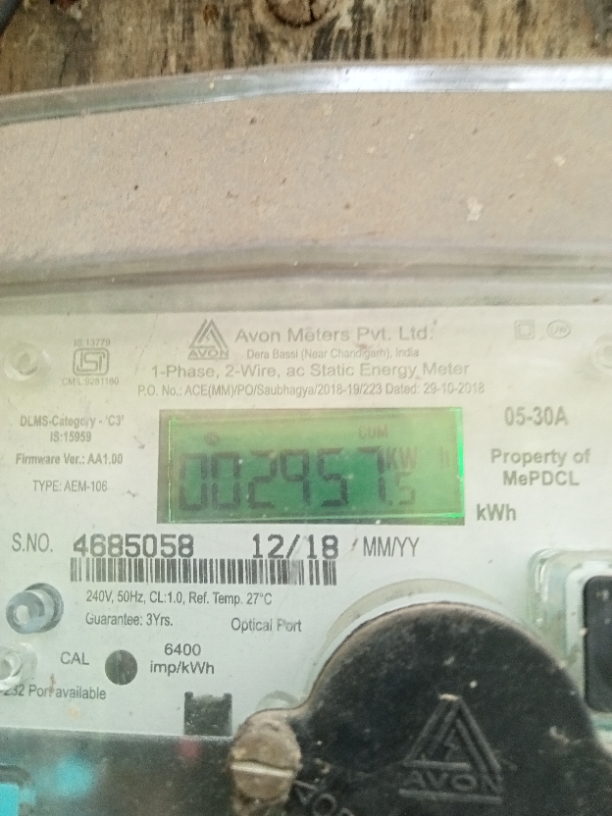 IS:13779
CM/L:9281160
AVON
Avon Meters Pvt. Ltd.
Dera Bassi (Near Chandigarh), India
1-Phase, 2-Wire, ac Static Energy Meter
P.O. No.: ACE(MM)/PO/Saubhagya/2018-19/223 Dated: 29-10-2018
DLMS-Category - 'C3'
IS:15959
Firmware Ver.: AA1.00
TYPE: AEM-106
CUM
002957.5 KW h
05-30A
Property of
MePDCL
kWh
S.NO. 4685058 12/18 MM/YY
240V, 50Hz, CL:1.0, Ref. Temp. 27°C
Guarantee: 3Yrs.
Optical Port
CAL
6400
imp/kWh
232 Port available
AVON